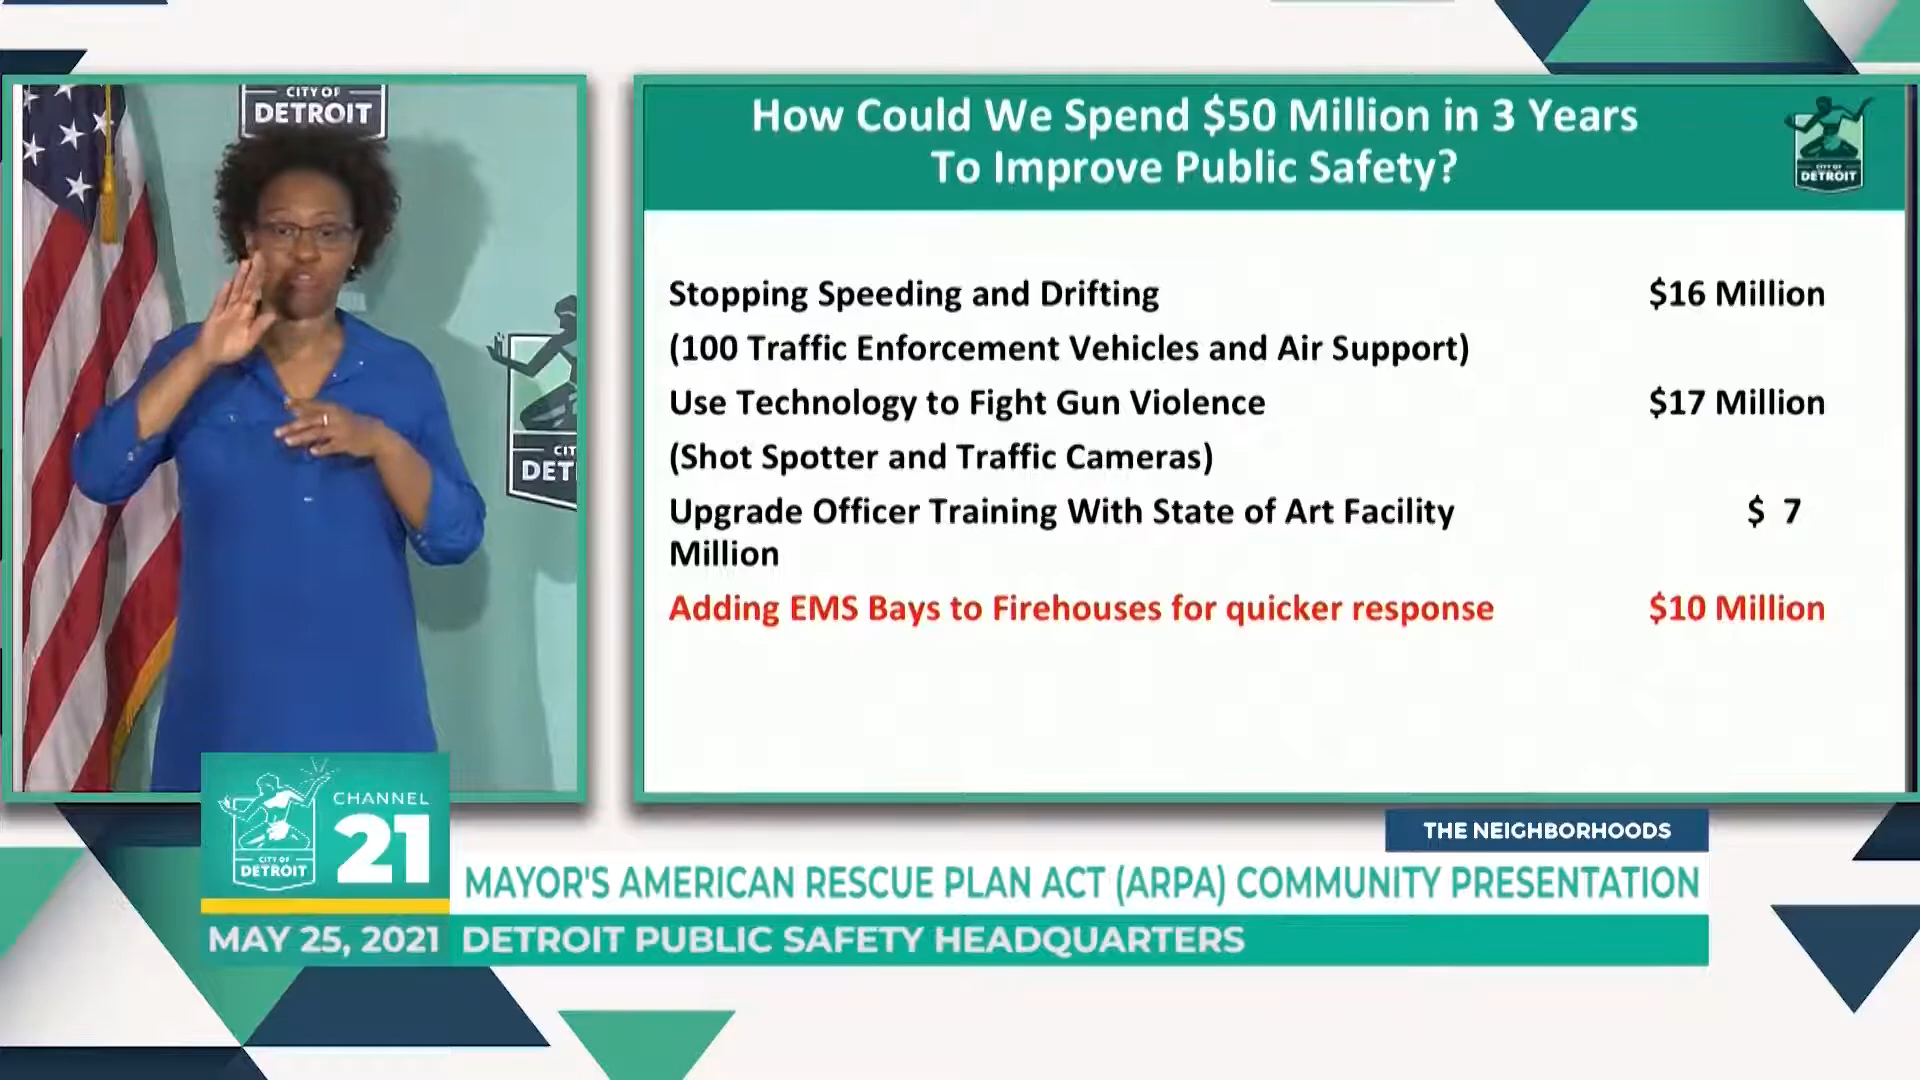 CITY OF
DETROIT
CIT
DET
How Could We Spend $50 Million in 3 Years
To Improve Public Safety?
CITY OF
DETROIT
Stopping Speeding and Drifting $16 Million
(100 Traffic Enforcement Vehicles and Air Support)
Use Technology to Fight Gun Violence $17 Million
(Shot Spotter and Traffic Cameras)
Upgrade Officer Training With State of Art Facility $ 7
Million
Adding EMS Bays to Firehouses for quicker response $10 Million
THE NEIGHBORHOODS
CITY OF
DETROIT
CHANNEL
21
MAYOR'S AMERICAN RESCUE PLAN ACT (ARPA) COMMUNITY PRESENTATION
MAY 25, 2021 DETROIT PUBLIC SAFETY HEADQUARTERS